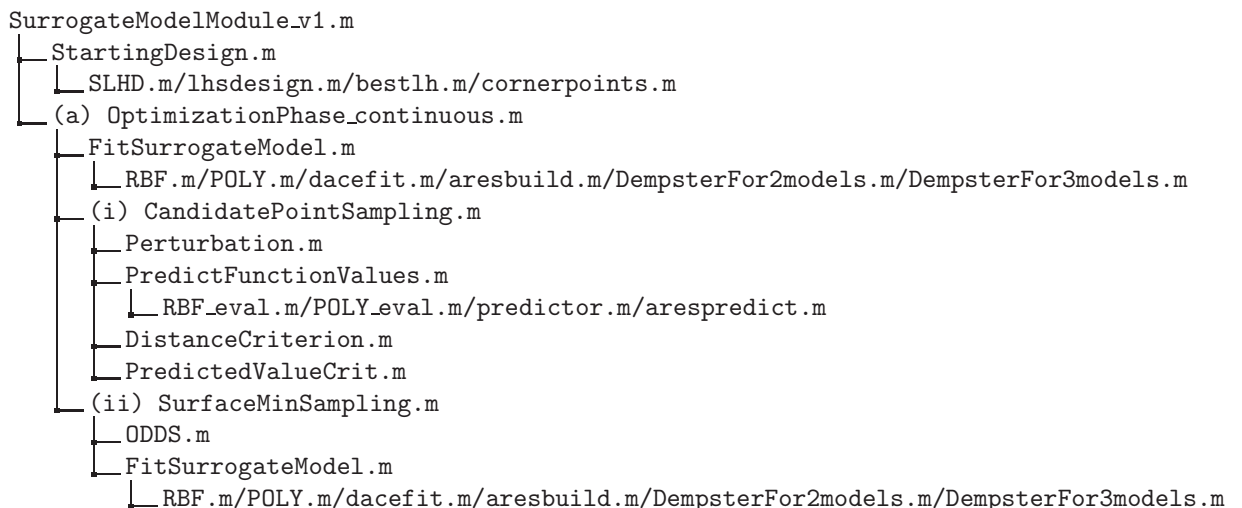 SurrogateModelModule_v1.m
StartingDesign.m
SLHD.m/lhsdesign.m/bestlh.m/cornerpoints.m
(a) OptimizationPhase_continuous.m
FitSurrogateModel.m
RBF.m/POLY.m/dacefit.m/aresbuild.m/DempsterFor2models.m/DempsterFor3models.m
(i) CandidatePointSampling.m
Perturbation.m
PredictFunctionValues.m
RBF_eval.m/POLY_eval.m/predictor.m/arespredict.m
DistanceCriterion.m
PredictedValueCrit.m
(ii) SurfaceMinSampling.m
ODDS.m
FitSurrogateModel.m
RBF.m/POLY.m/dacefit.m/aresbuild.m/DempsterFor2models.m/DempsterFor3models.m